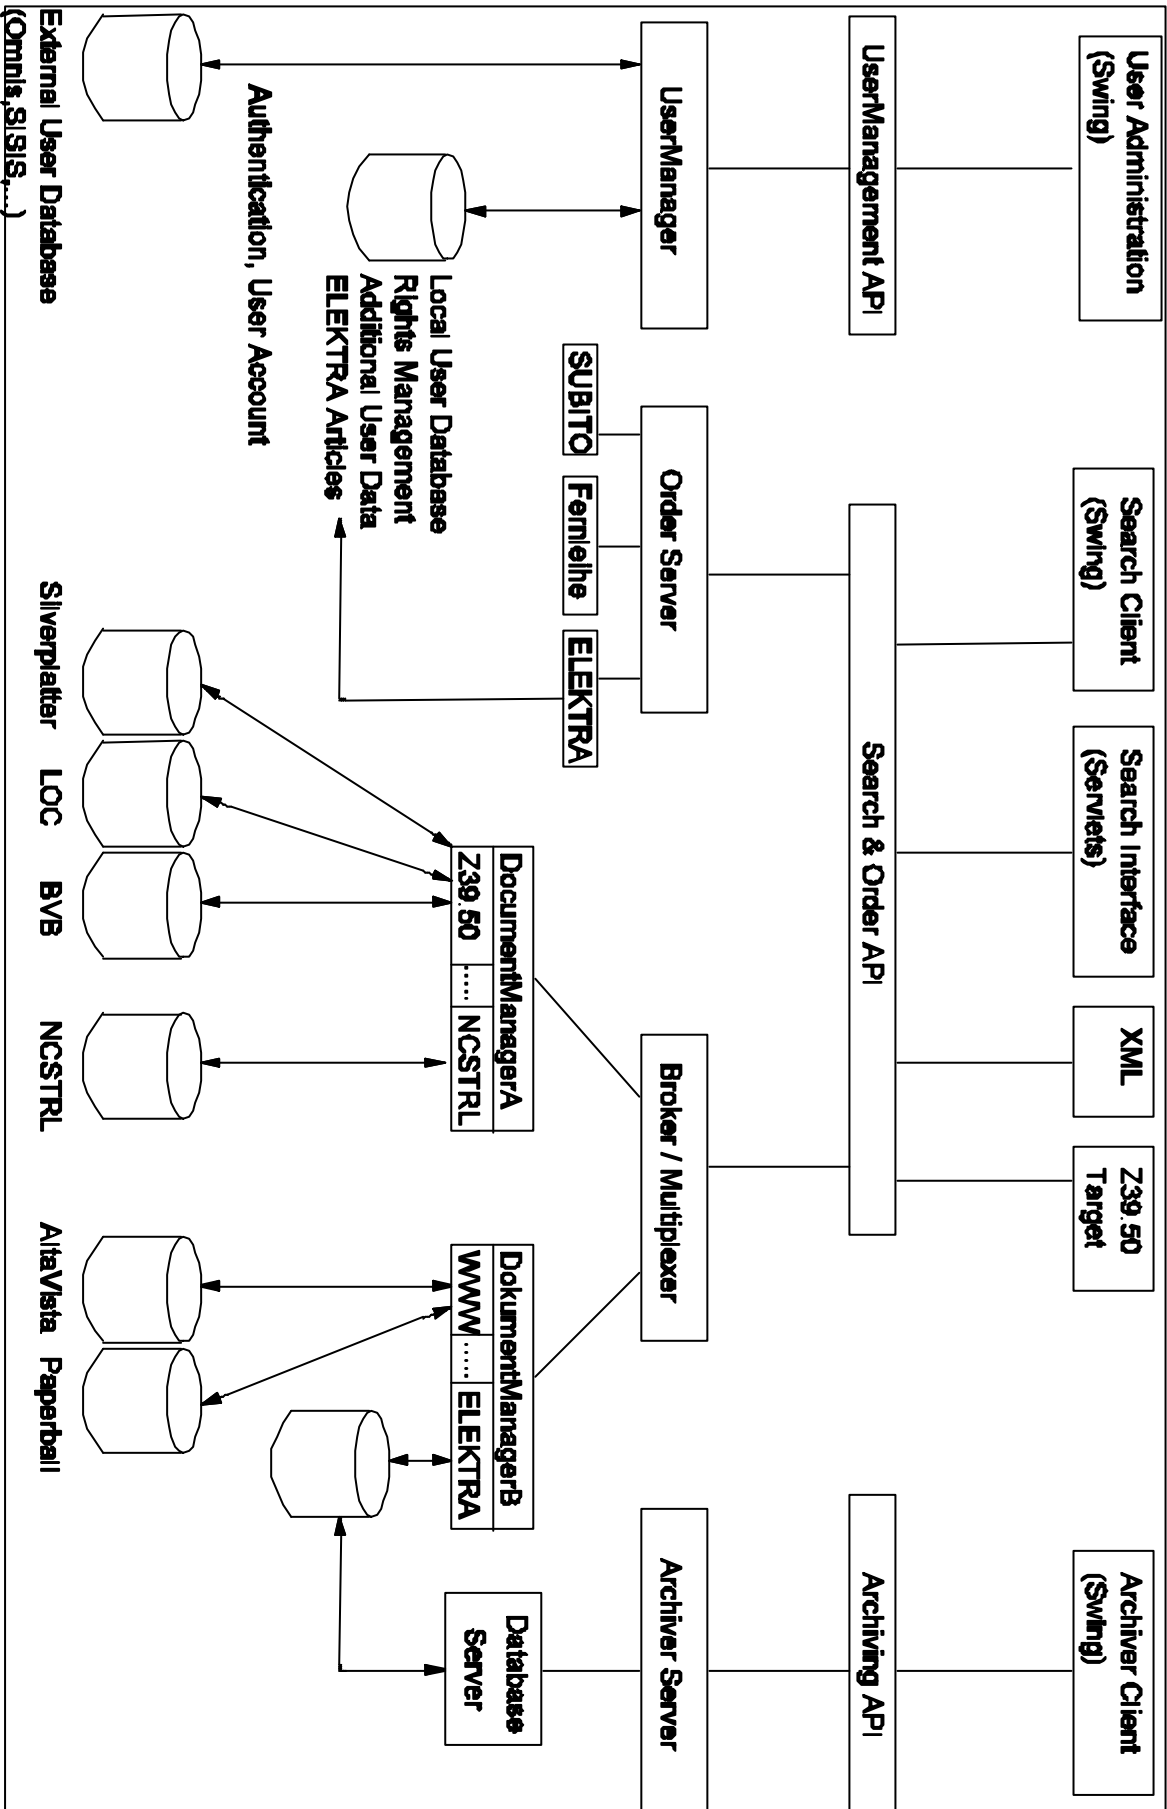 User Administration
(Swing)
Search Client
(Swing)
Search Interface
(Servlets)
XML
Z39.50
Target
Archiver Client
(Swing)
UserManagement API
Search & Order API
Archiving API
UserManager
Order Server
Broker / Multiplexer
Archiver Server
SUBITO
Fernleihe
ELEKTRA
DocumentManagerA
Z39.50
.....
NCSTRL
DokumentManagerB
WWW
.....
ELEKTRA
Database
Server
Local User Database
Rights Management
Additional User Data
ELEKTRA Articles
Authentication, User Account
External User Database
(Omnis,SISIS,...)
Silverplatter
LOC
BVB
NCSTRL
AltaVista
Paperball